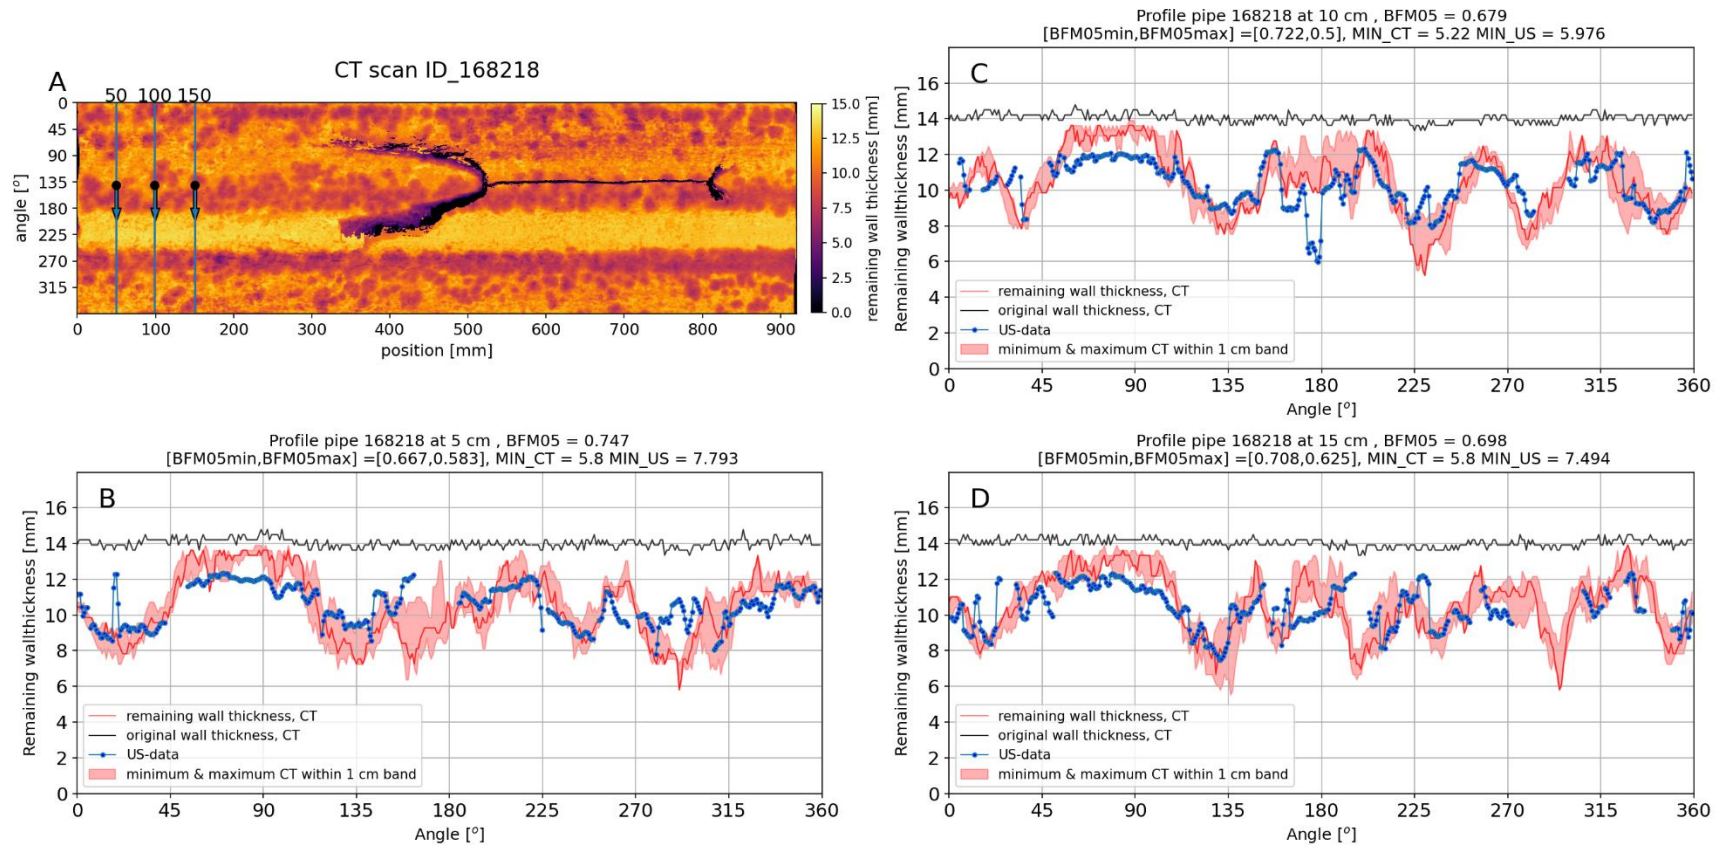 A
CT scan ID_168218
50 100 150
0
45
90
135
180
225
270
315
angle [°]
0 100 200 300 400 500 600 700 800 900
position [mm]
15.0
12.5
10.0
7.5
5.0
2.5
0.0
remaining wall thickness [mm]
Profile pipe 168218 at 10 cm , BFM05 = 0.679
[BFM05min,BFM05max] =[0.722,0.5], MIN_CT = 5.22 MIN_US = 5.976
C
16
14
12
10
8
6
4
2
0
Remaining wallthickness [mm]
remaining wall thickness, CT
original wall thickness, CT
US-data
minimum & maximum CT within 1 cm band
0 45 90 135 180 225 270 315 360
Angle [°]
Profile pipe 168218 at 5 cm , BFM05 = 0.747
[BFM05min,BFM05max] =[0.667,0.583], MIN_CT = 5.8 MIN_US = 7.793
B
16
14
12
10
8
6
4
2
0
Remaining wallthickness [mm]
remaining wall thickness, CT
original wall thickness, CT
US-data
minimum & maximum CT within 1 cm band
0 45 90 135 180 225 270 315 360
Angle [°]
Profile pipe 168218 at 15 cm , BFM05 = 0.698
[BFM05min,BFM05max] =[0.708,0.625], MIN_CT = 5.8 MIN_US = 7.494
D
16
14
12
10
8
6
4
2
0
Remaining wallthickness [mm]
remaining wall thickness, CT
original wall thickness, CT
US-data
minimum & maximum CT within 1 cm band
0 45 90 135 180 225 270 315 360
Angle [°]